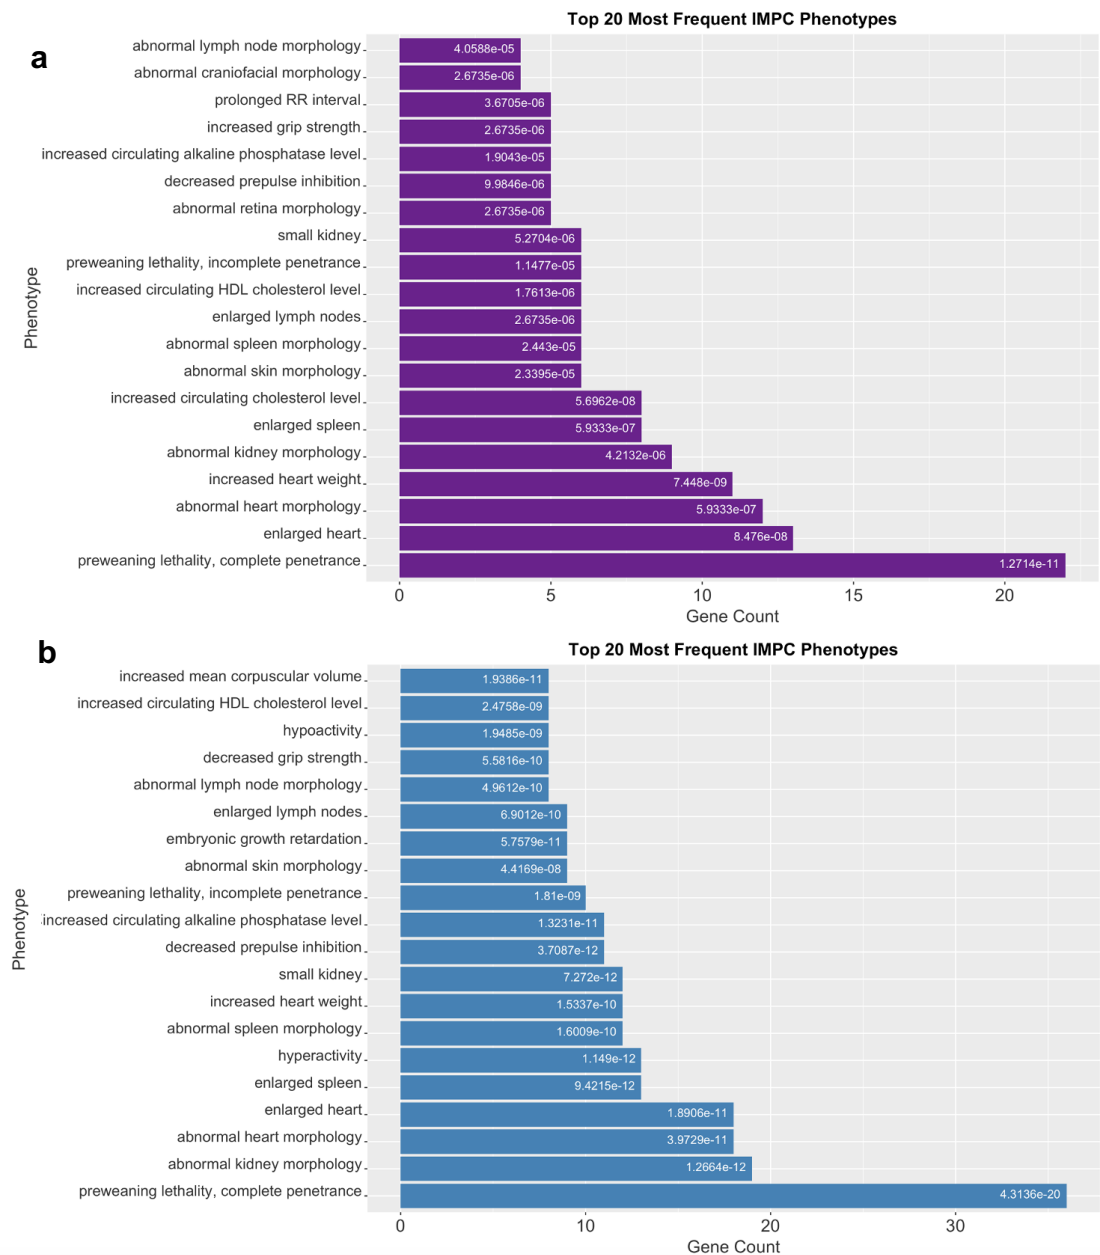 a
Top 20 Most Frequent IMPC Phenotypes
Phenotype
abnormal lymph node morphology 4.0588e-05
abnormal craniofacial morphology 2.6735e-06
prolonged RR interval 3.6705e-06
increased grip strength 2.6735e-06
increased circulating alkaline phosphatase level 1.9043e-05
decreased prepulse inhibition 9.9846e-06
abnormal retina morphology 2.6735e-06
small kidney 5.2704e-06
preweaning lethality, incomplete penetrance 1.1477e-05
increased circulating HDL cholesterol level 1.7613e-06
enlarged lymph nodes 2.6735e-06
abnormal spleen morphology 2.443e-05
abnormal skin morphology 2.3395e-05
increased circulating cholesterol level 5.6962e-08
enlarged spleen 5.9333e-07
abnormal kidney morphology 4.2132e-06
increased heart weight 7.448e-09
abnormal heart morphology 5.9333e-07
enlarged heart 8.476e-08
preweaning lethality, complete penetrance 1.2714e-11
0 5 10 15 20
Gene Count
b
Top 20 Most Frequent IMPC Phenotypes
Phenotype
increased mean corpuscular volume 1.9386e-11
increased circulating HDL cholesterol level 2.4758e-09
hypoactivity 1.9485e-09
decreased grip strength 5.5816e-10
abnormal lymph node morphology 4.9612e-10
enlarged lymph nodes 6.9012e-10
embryonic growth retardation 5.7579e-11
abnormal skin morphology 4.4169e-08
preweaning lethality, incomplete penetrance 1.81e-09
increased circulating alkaline phosphatase level 1.3231e-11
decreased prepulse inhibition 3.7087e-12
small kidney 7.272e-12
increased heart weight 1.5337e-10
abnormal spleen morphology 1.6009e-10
hyperactivity 1.149e-12
enlarged spleen 9.4215e-12
enlarged heart 1.8906e-11
abnormal heart morphology 3.9729e-11
abnormal kidney morphology 1.2664e-12
preweaning lethality, complete penetrance 4.3136e-20
0 10 20 30
Gene Count